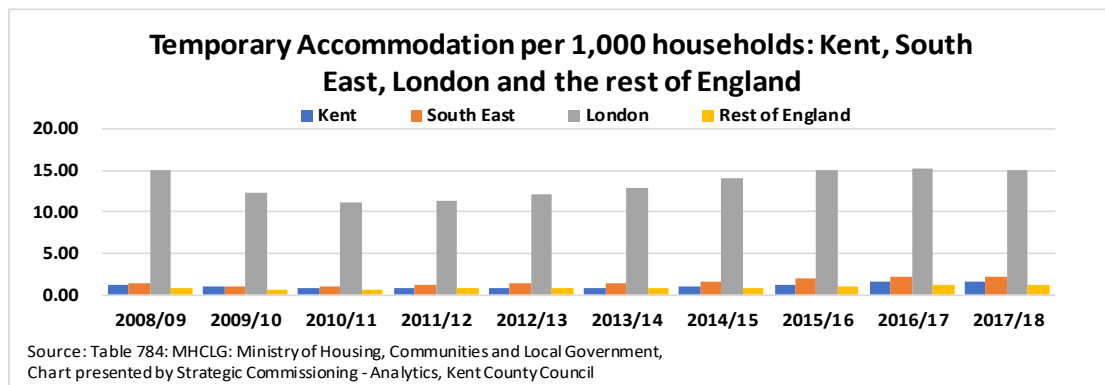 Temporary Accommodation per 1,000 households: Kent, South
East, London and the rest of England
Kent South East London Rest of England
20.00
15.00
10.00
5.00
0.00
2008/09 2009/10 2010/11 2011/12 2012/13 2013/14 2014/15 2015/16 2016/17 2017/18
Source: Table 784: MHCLG: Ministry of Housing, Communities and Local Government,
Chart presented by Strategic Commissioning - Analytics, Kent County Council